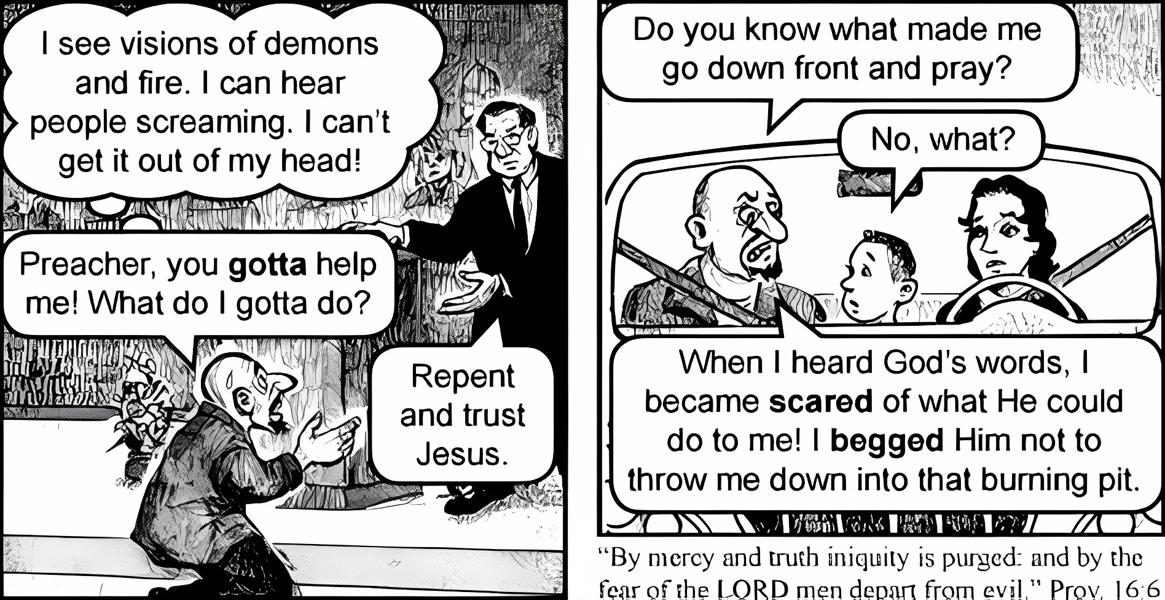 I see visions of demons
and fire. I can hear
people screaming. I can't
get it out of my head!
Preacher, you gotta help
me! What do I gotta do?
Repent
and trust
Jesus.
Do you know what made me
go down front and pray?
No, what?
When I heard God's words, I
became scared of what He could
do to me! I begged Him not to
throw me down into that burning pit.
“By mercy and truth iniquity is purged: and by the
fear of the LORD men depart from evil.” Prov. 16:6